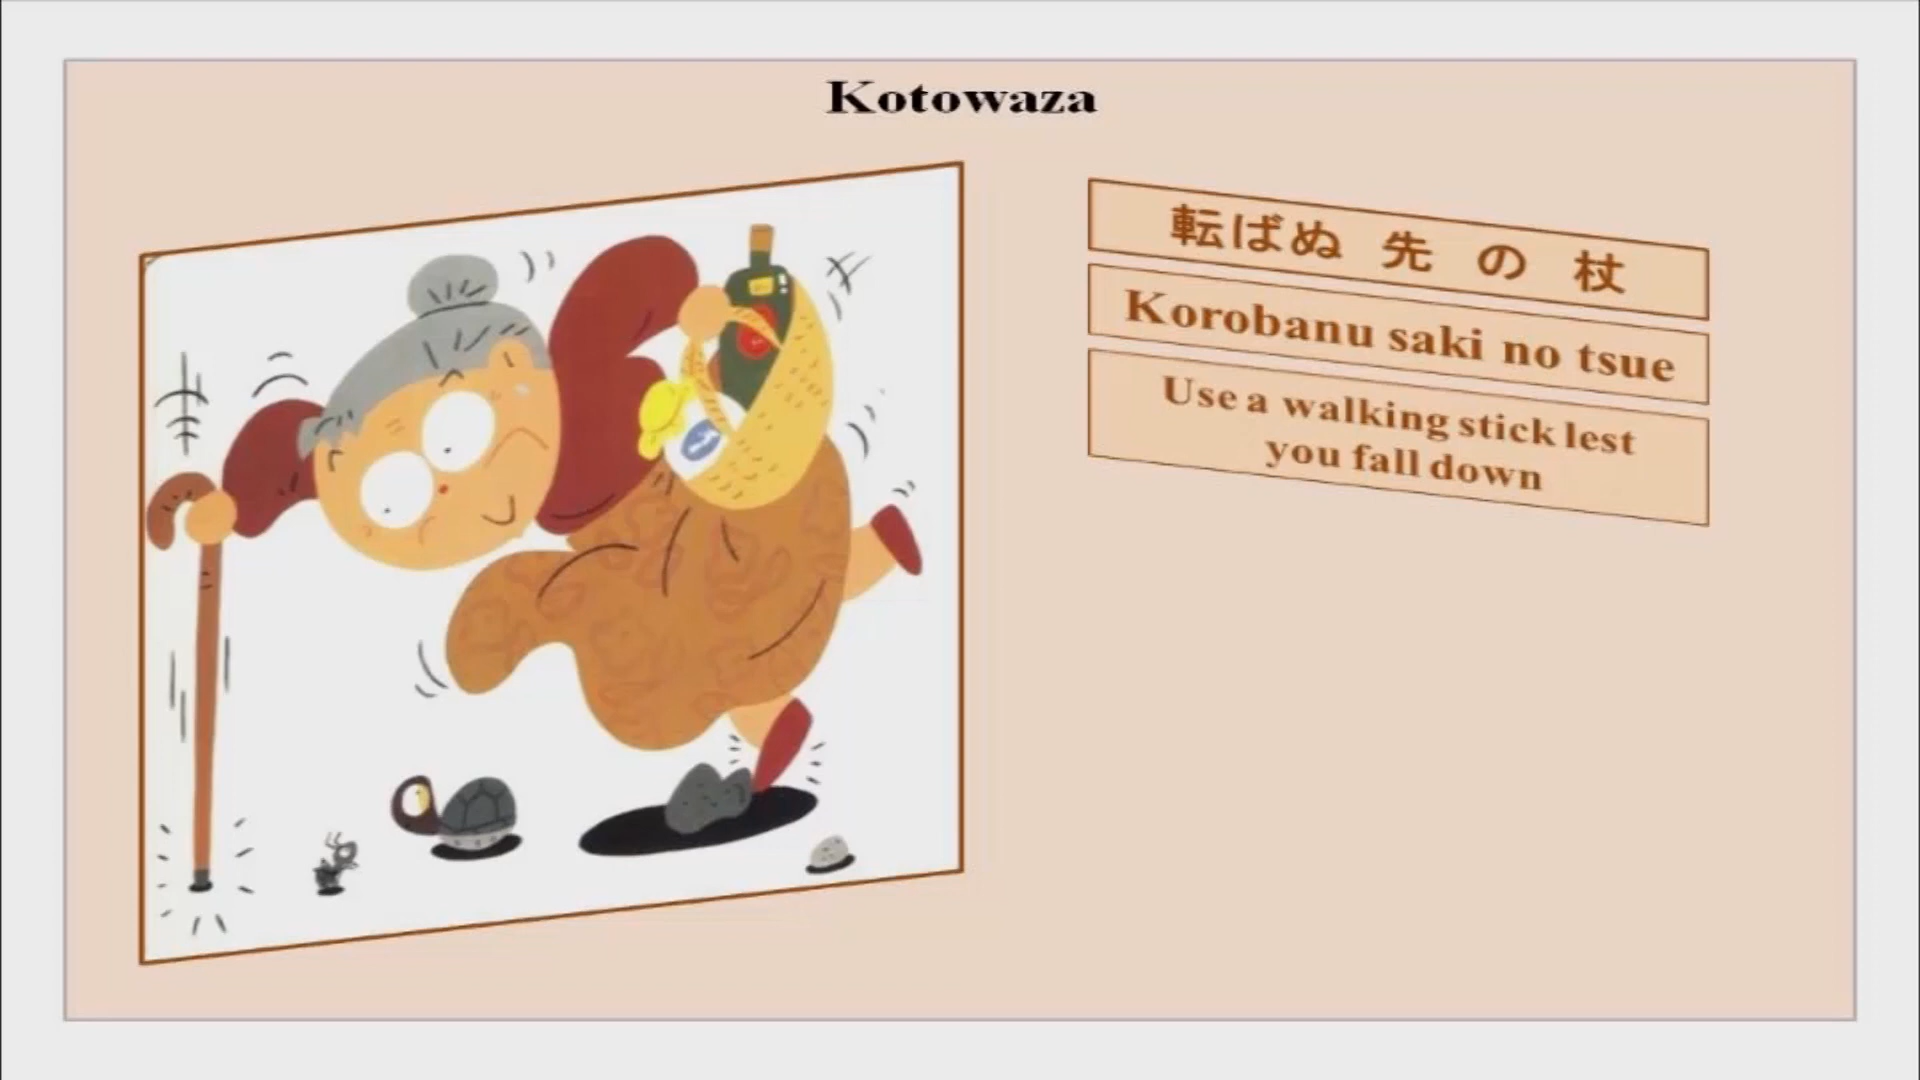 Kotowaza
転ばぬ 先 の 杖
Korobanu saki no tsue
Use a walking stick lest
you fall down